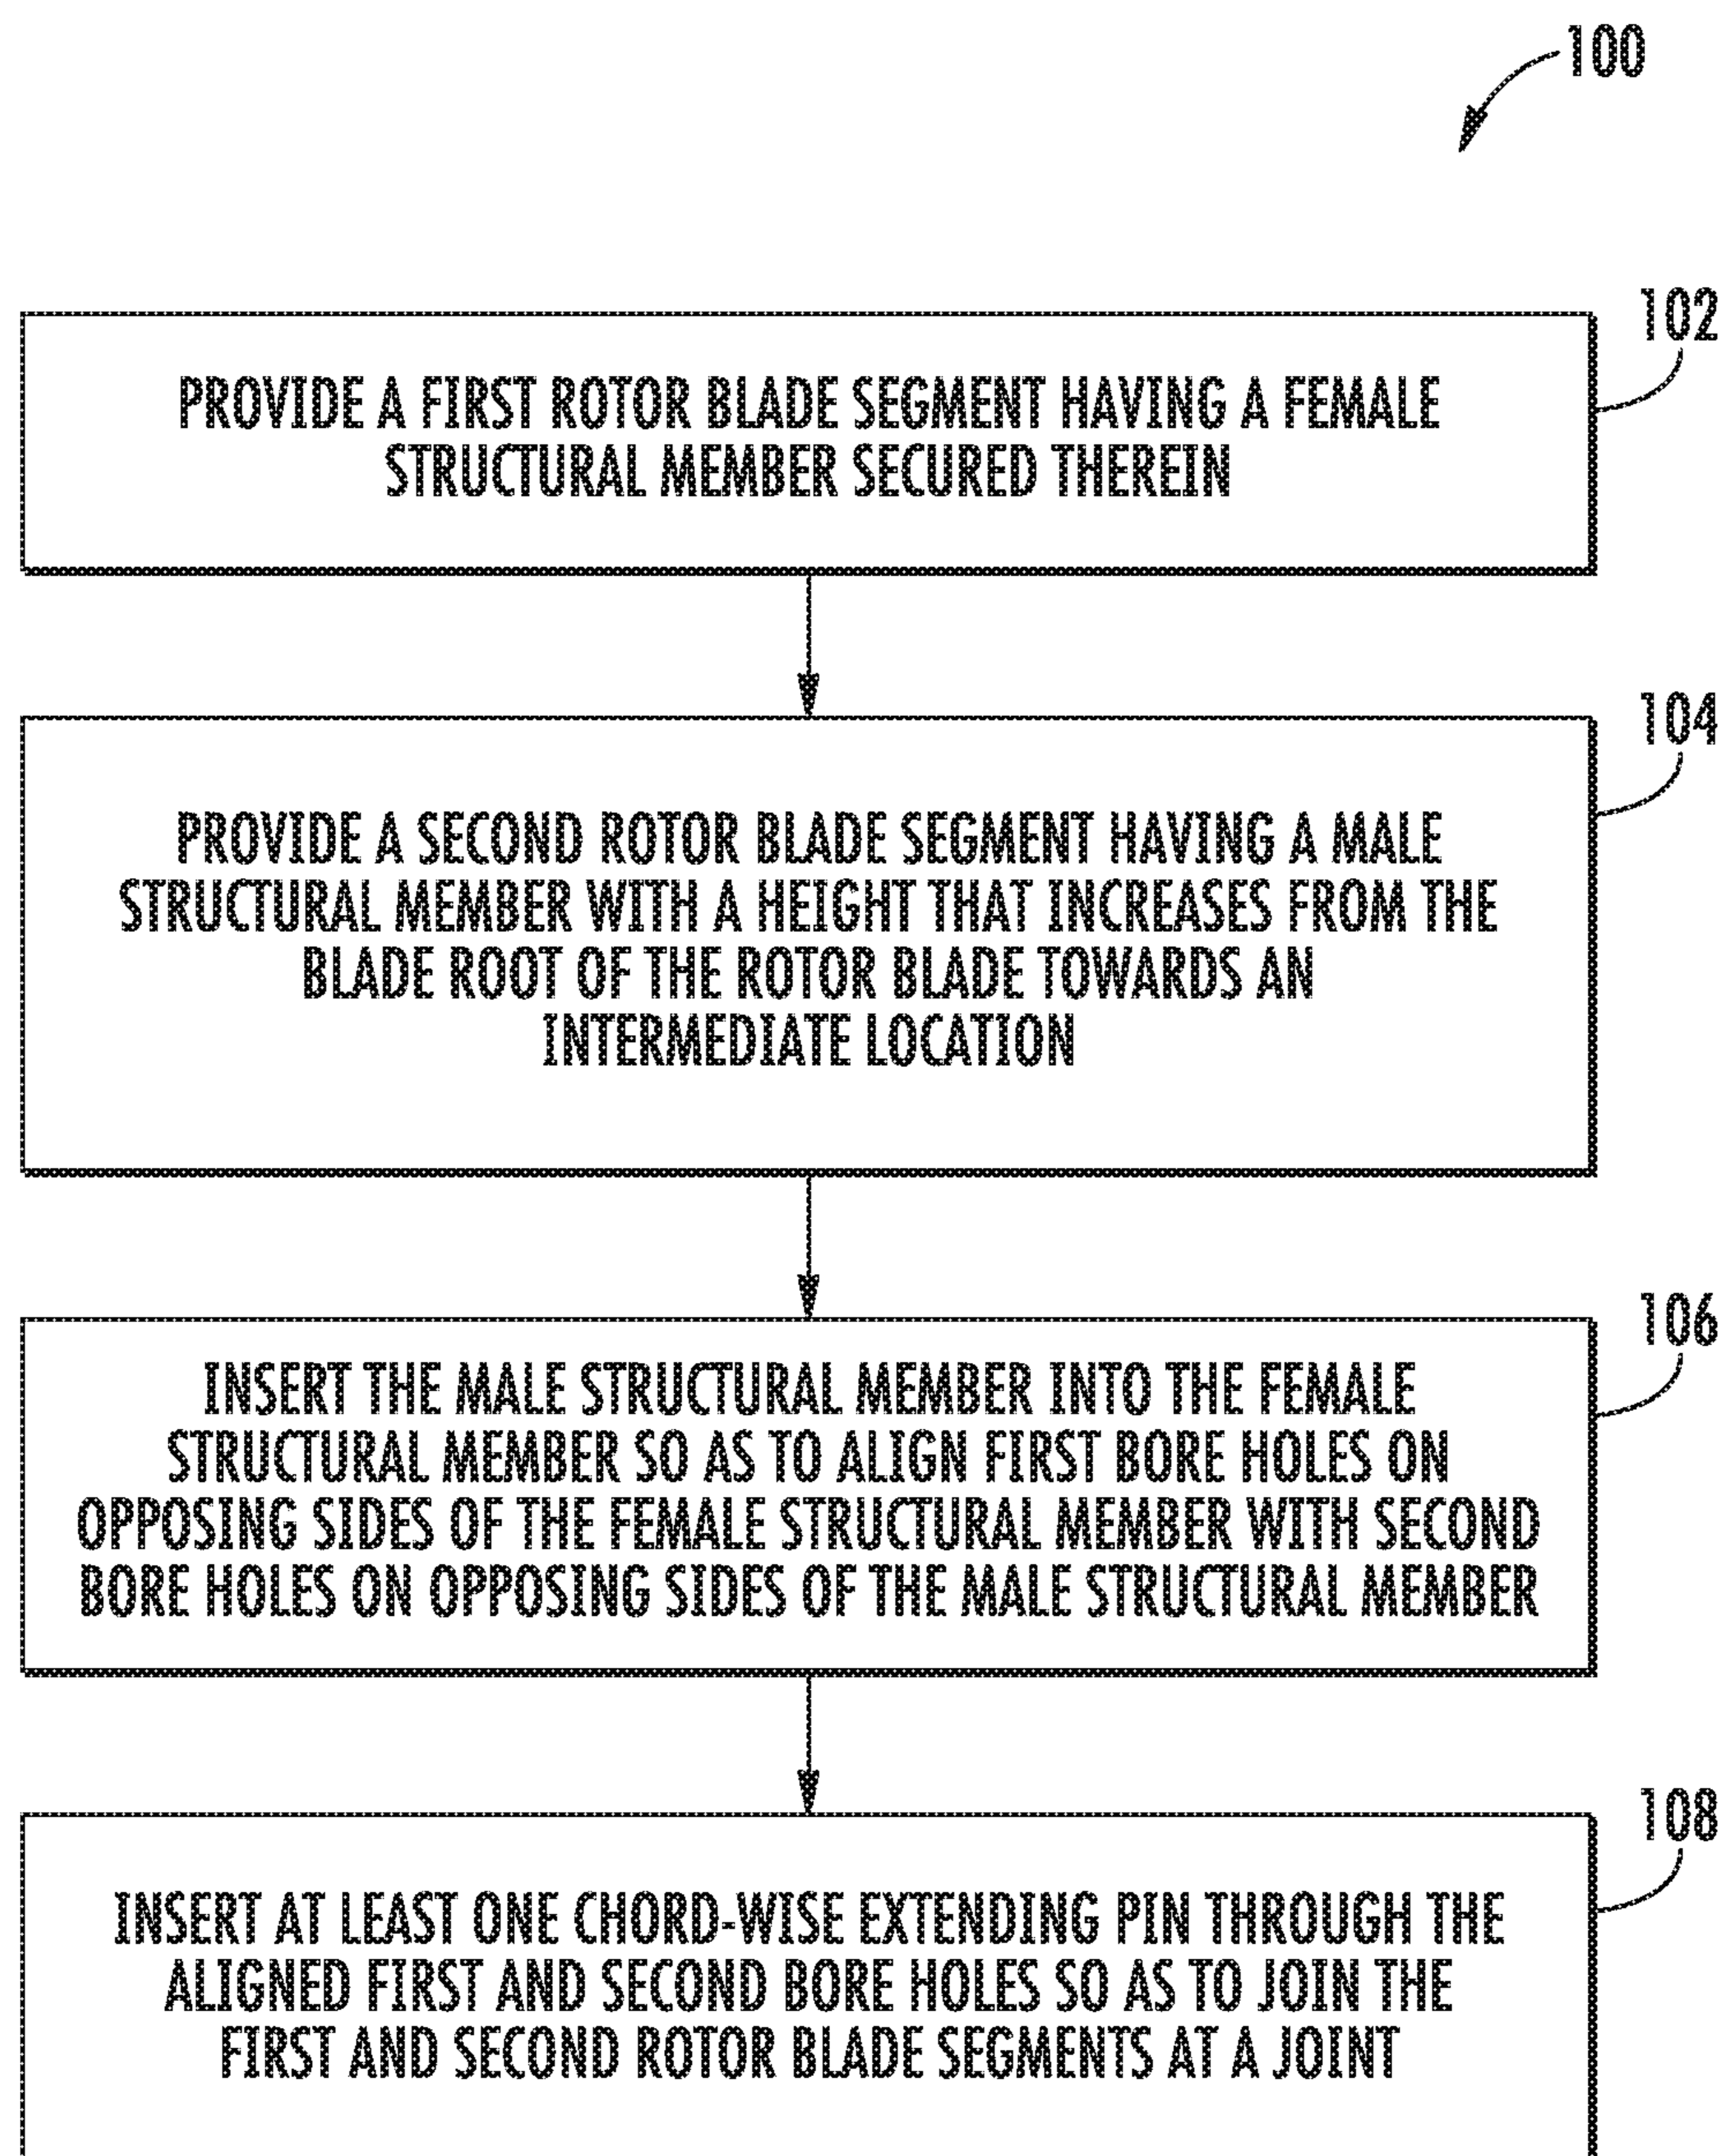 100
102
PROVIDE A FIRST ROTOR BLADE SEGMENT HAVING A FEMALE
STRUCTURAL MEMBER SECURED THEREIN
104
PROVIDE A SECOND ROTOR BLADE SEGMENT HAVING A MALE
STRUCTURAL MEMBER WITH A HEIGHT THAT INCREASES FROM THE
BLADE ROOT OF THE ROTOR BLADE TOWARDS AN
INTERMEDIATE LOCATION
106
INSERT THE MALE STRUCTURAL MEMBER INTO THE FEMALE
STRUCTURAL MEMBER SO AS TO ALIGN FIRST BORE HOLES ON
OPPOSING SIDES OF THE FEMALE STRUCTURAL MEMBER WITH SECOND
BORE HOLES ON OPPOSING SIDES OF THE MALE STRUCTURAL MEMBER
108
INSERT AT LEAST ONE CHORD-WISE EXTENDING PIN THROUGH THE
ALIGNED FIRST AND SECOND BORE HOLES SO AS TO JOIN THE
FIRST AND SECOND ROTOR BLADE SEGMENTS AT A JOINT